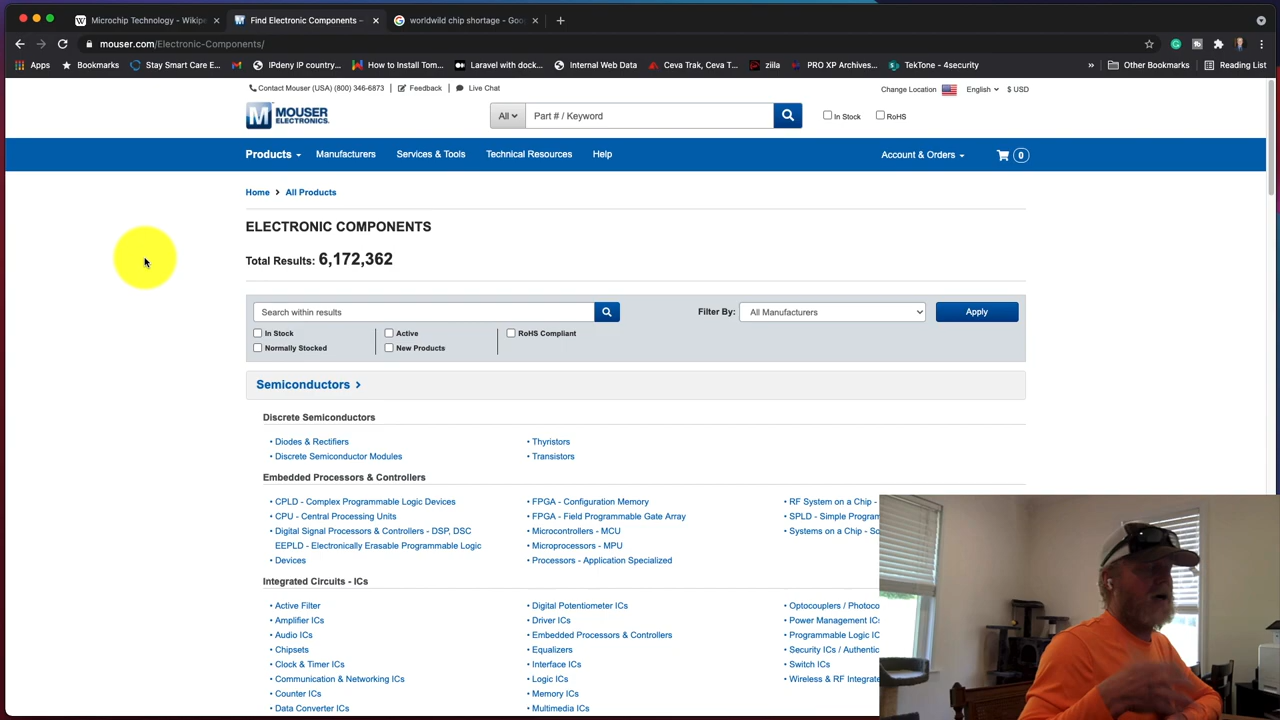 Microchip Technology - Wikipe
Electronic Components –
worldwild chip shortage - Goo
mouser.com/Electronic-Components/
Apps
Bookmarks
Stay Smart Care E...
IPdeny IP country...
How to Install Tom...
Laravel with dock...
Internal Web Data
Ceva Trak, Ceva T...
ziila
PRO XP Archives...
TekTone - 4security
»
Other Bookmarks
Reading List
Contact Mouser (USA) (800) 346-6873
Feedback
Live Chat
Change Location
English
$ USD
M
MOUSER
ELECTRONICS.
All
Part # / Keyword
In Stock
RoHS
Products
Manufacturers
Services & Tools
Technical Resources
Help
Account & Orders
0
Home > All Products
ELECTRONIC COMPONENTS
Total Results: 6,172,362
Search within results
Filter By:
All Manufacturers
Apply
In Stock
Active
RoHS Compliant
Normally Stocked
New Products
Semiconductors >
Discrete Semiconductors
• Diodes & Rectifiers
• Thyristors
• Discrete Semiconductor Modules
• Transistors
Embedded Processors & Controllers
• CPLD - Complex Programmable Logic Devices
• FPGA - Configuration Memory
• RF System on a Chip -
• CPU - Central Processing Units
• FPGA - Field Programmable Gate Array
• SPLD - Simple Program
• Digital Signal Processors & Controllers - DSP, DSC
• Microcontrollers - MCU
• Systems on a Chip - So
EEPLD - Electronically Erasable Programmable Logic
• Microprocessors - MPU
• Devices
• Processors - Application Specialized
Integrated Circuits - ICs
• Active Filter
• Digital Potentiometer ICs
• Optocouplers / Photoco
• Amplifier ICs
• Driver ICs
• Power Management ICs
• Audio ICs
• Embedded Processors & Controllers
• Programmable Logic IC
• Chipsets
• Equalizers
• Security ICs / Authentic
• Clock & Timer ICs
• Interface ICs
• Switch ICs
• Communication & Networking ICs
• Logic ICs
• Wireless & RF Integrate
• Counter ICs
• Memory ICs
• Data Converter ICs
• Multimedia ICs